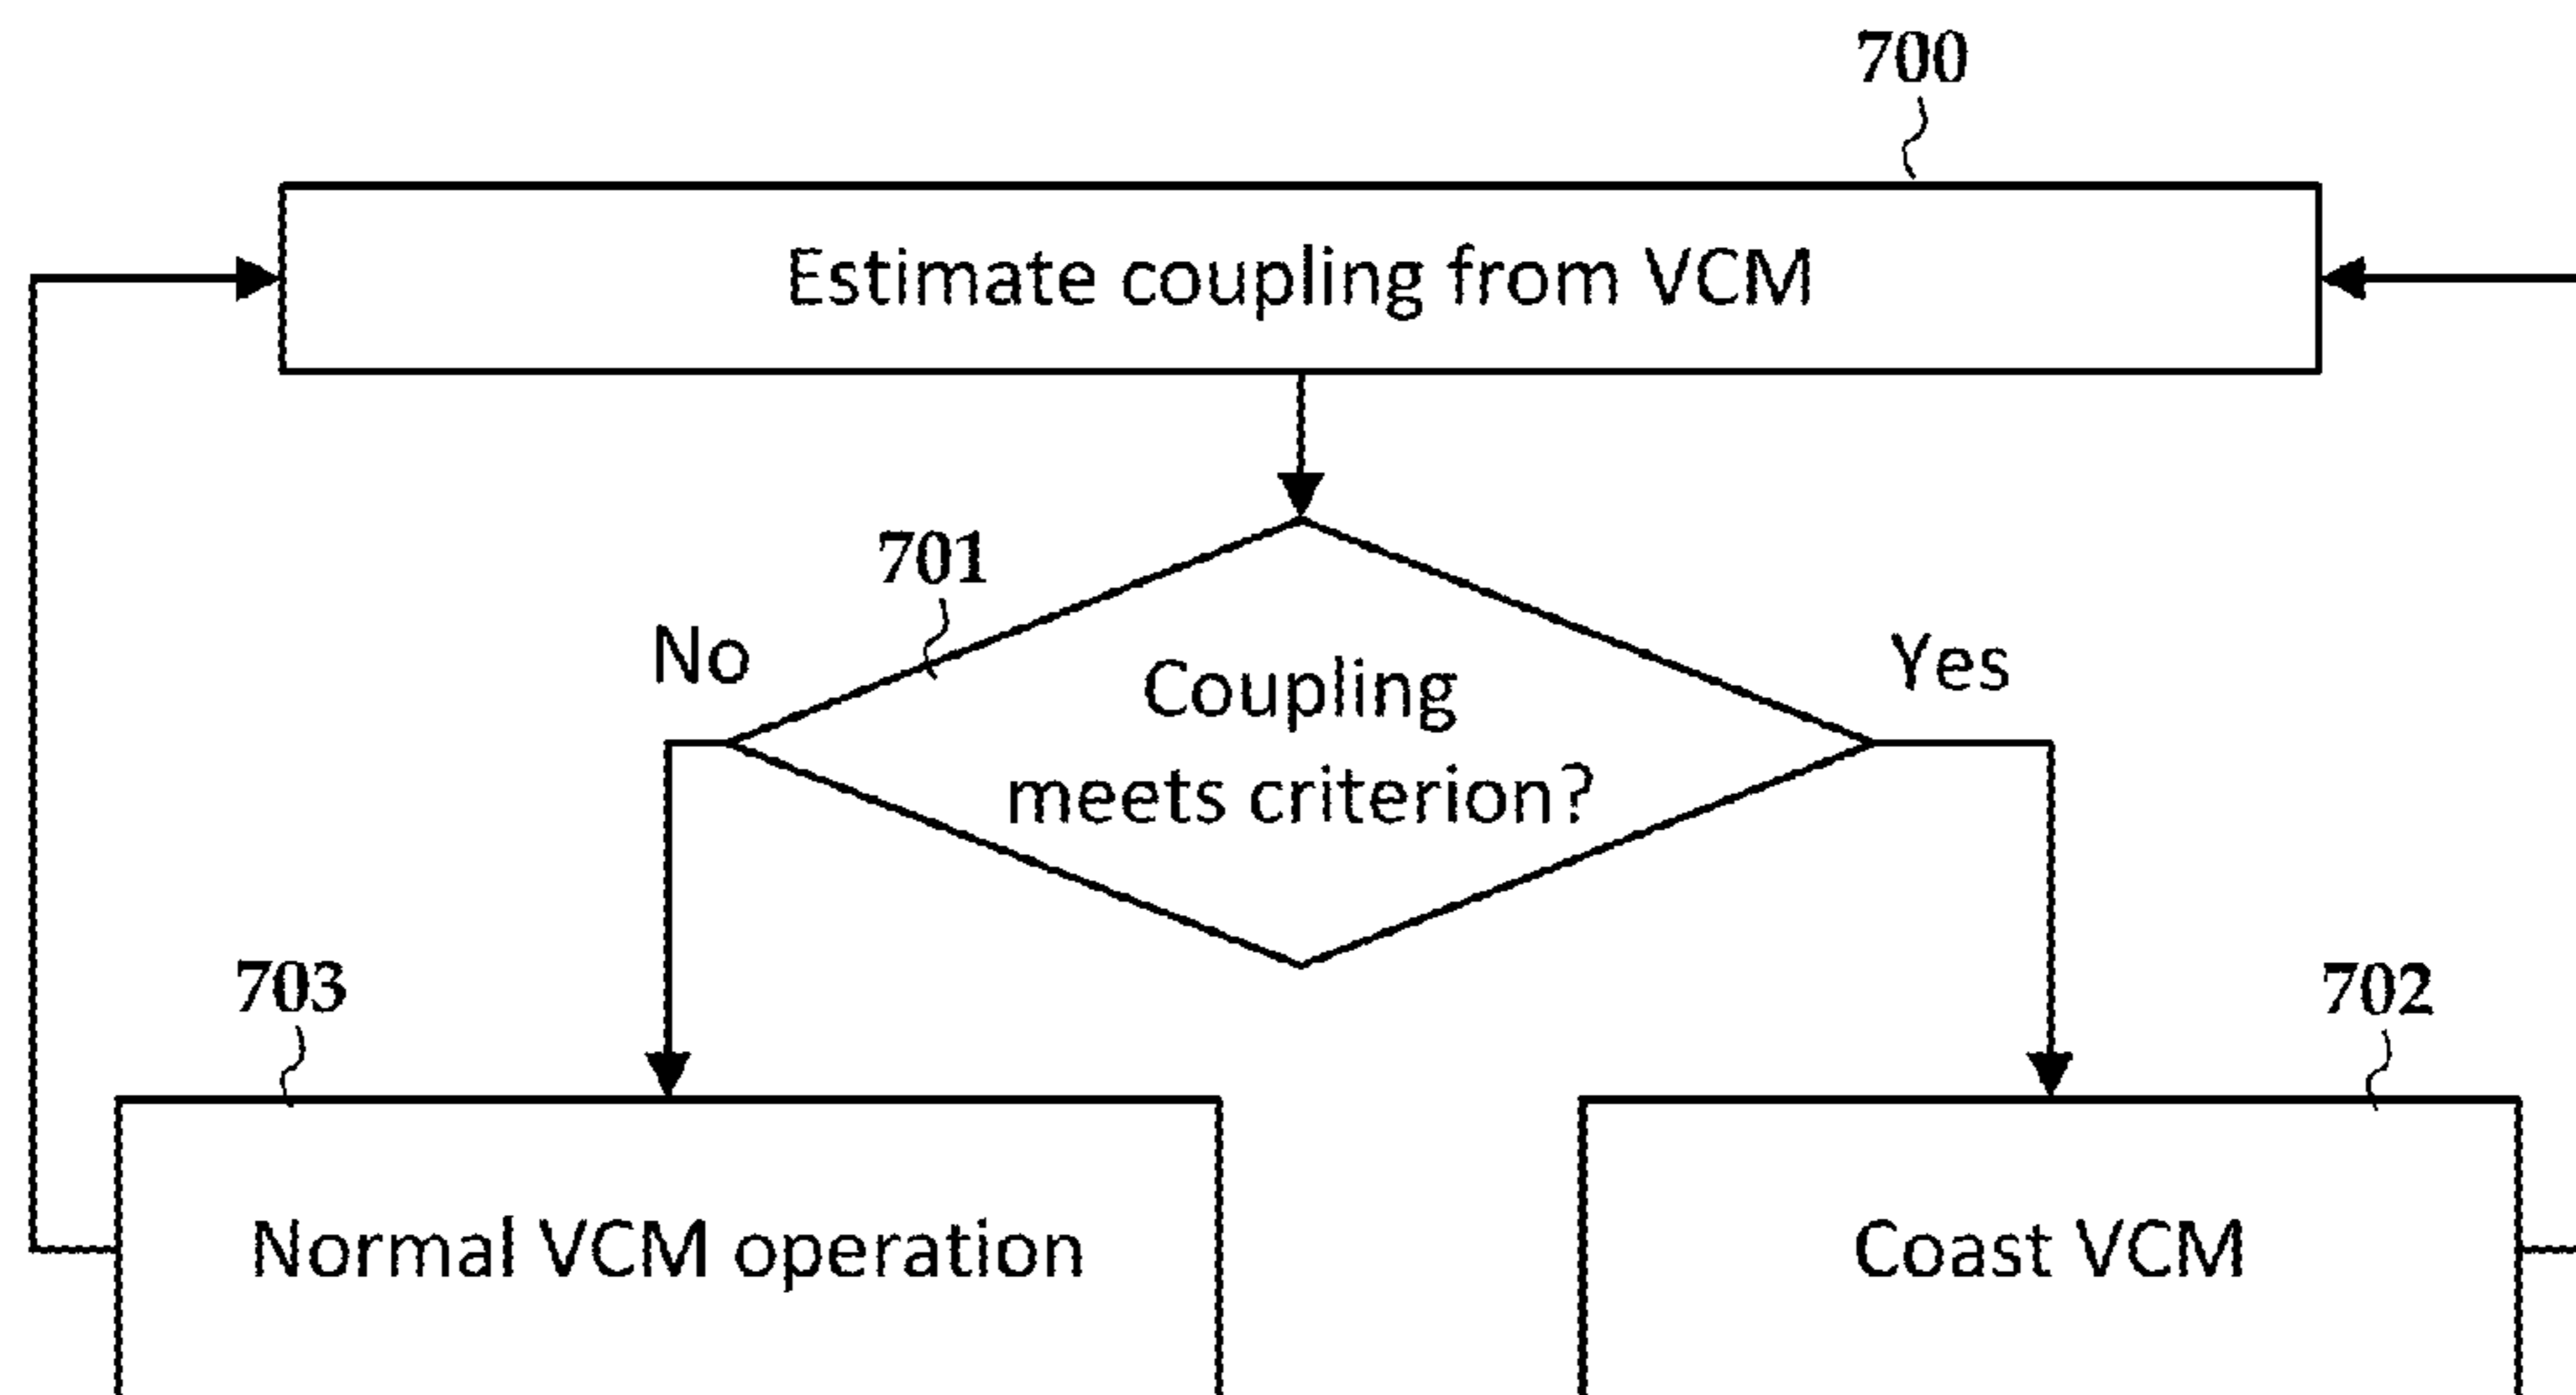 700
Estimate coupling from VCM
701
No
Yes
Coupling
meets criterion?
703
702
Normal VCM operation
Coast VCM